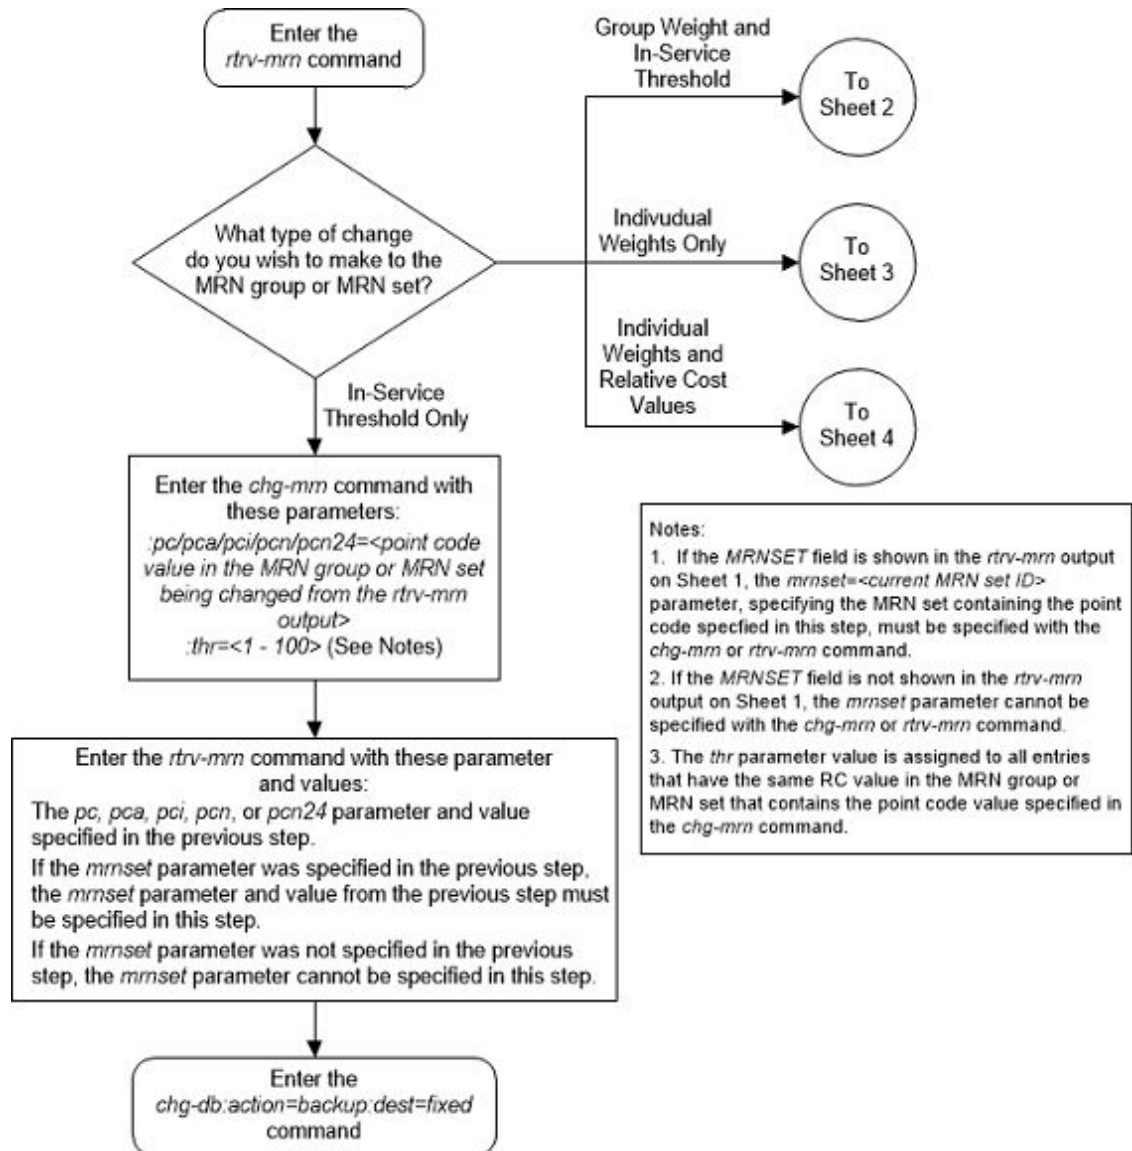 Enter the
rtrv-mrn command
Group Weight and
In-Service
Threshold
To
Sheet 2
What type of change
do you wish to make to the
MRN group or MRN set?
Indivudual
Weights Only
To
Sheet 3
Individual
Weights and
Relative Cost
Values
To
Sheet 4
In-Service
Threshold Only
Enter the chg-mrn command with
these parameters:
:pc/pca/pci/pcn/pcn24=<point code
value in the MRN group or MRN set
being changed from the rtrv-mrn
output>
:thr=<1 - 100> (See Notes)
Notes:
1. If the MRNSET field is shown in the rtrv-mrn output
on Sheet 1, the mrnset=<current MRN set ID>
parameter, specifying the MRN set containing the point
code specfied in this step, must be specified with the
chg-mrn or rtrv-mrn command.
2. If the MRNSET field is not shown in the rtrv-mrn
output on Sheet 1, the mrnset parameter cannot be
specified with the chg-mrn or rtrv-mrn command.
3. The thr parameter value is assigned to all entries
that have the same RC value in the MRN group or
MRN set that contains the point code value specified in
the chg-mrn command.
Enter the rtrv-mrn command with these parameter
and values:
The pc, pca, pci, pcn, or pcn24 parameter and value
specified in the previous step.
If the mrnset parameter was specified in the previous step,
the mrnset parameter and value from the previous step must
be specified in this step.
If the mrnset parameter was not specified in the previous
step, the mrnset parameter cannot be specified in this step.
Enter the
chg-db:action=backup:dest=fixed
command